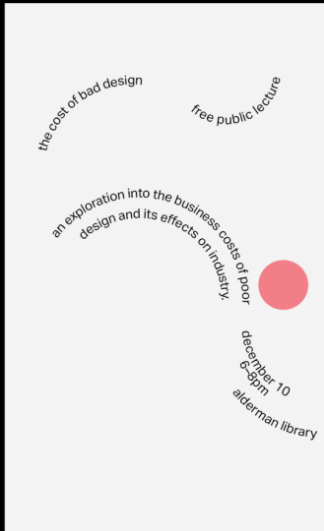 the cost of bad design
free public lecture
an exploration into the business costs of poor
design and its effects on industry.
december 10
6–8pm
alderman library